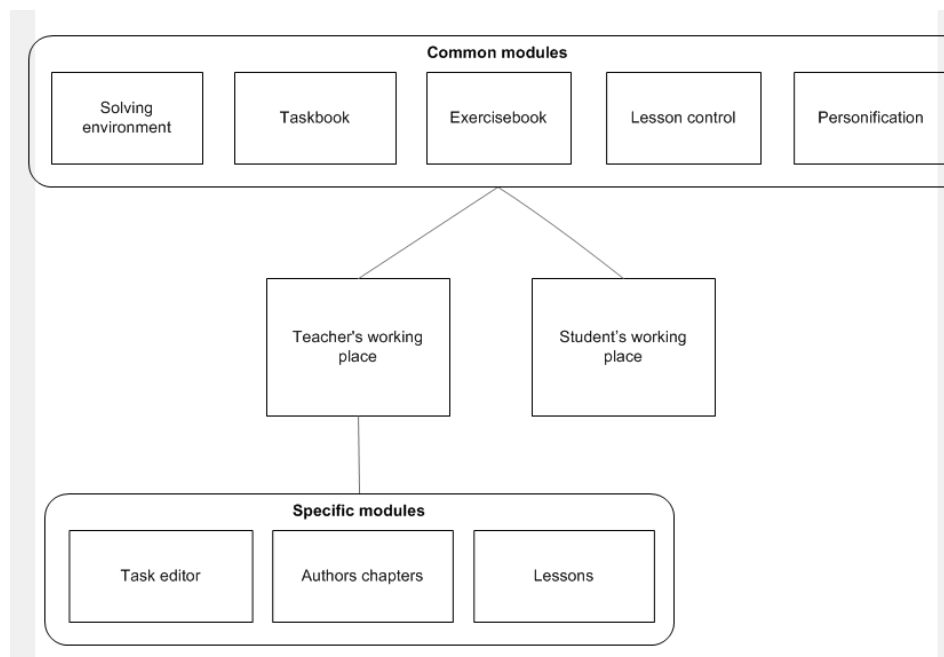 Common modules
Solving
environment
Taskbook
Exercisebook
Lesson control
Personification
Teacher's working
place
Student’s working
place
Specific modules
Task editor
Authors chapters
Lessons